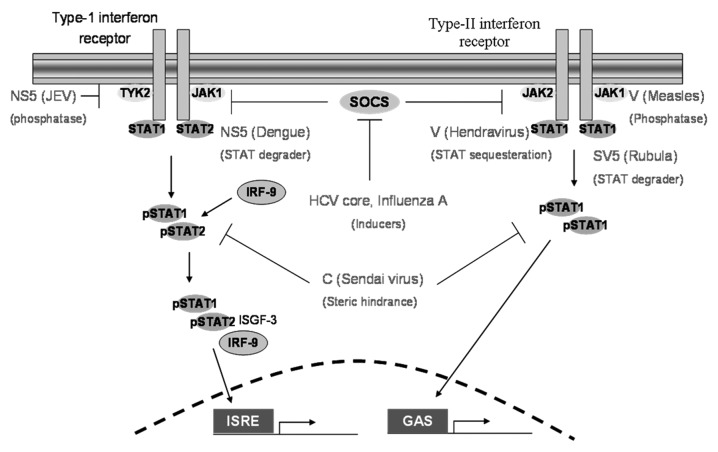 Type-1 interferon
receptor
Type-II interferon
receptor
NS5 (JEV)
(phosphatase)
TYK2
JAK1
SOCS
JAK2
JAK1
V (Measles)
(Phosphatase)
STAT1
STAT2
NS5 (Dengue)
(STAT degrader)
V (Hendravirus)
(STAT sequesteration)
STAT1
STAT1
SV5 (Rubula)
(STAT degrader)
IRF-9
HCV core, Influenza A
(Inducers)
pSTAT1
pSTAT2
pSTAT1
pSTAT1
C (Sendai virus)
(Steric hindrance)
pSTAT1
pSTAT2 ISGF-3
IRF-9
ISRE
GAS